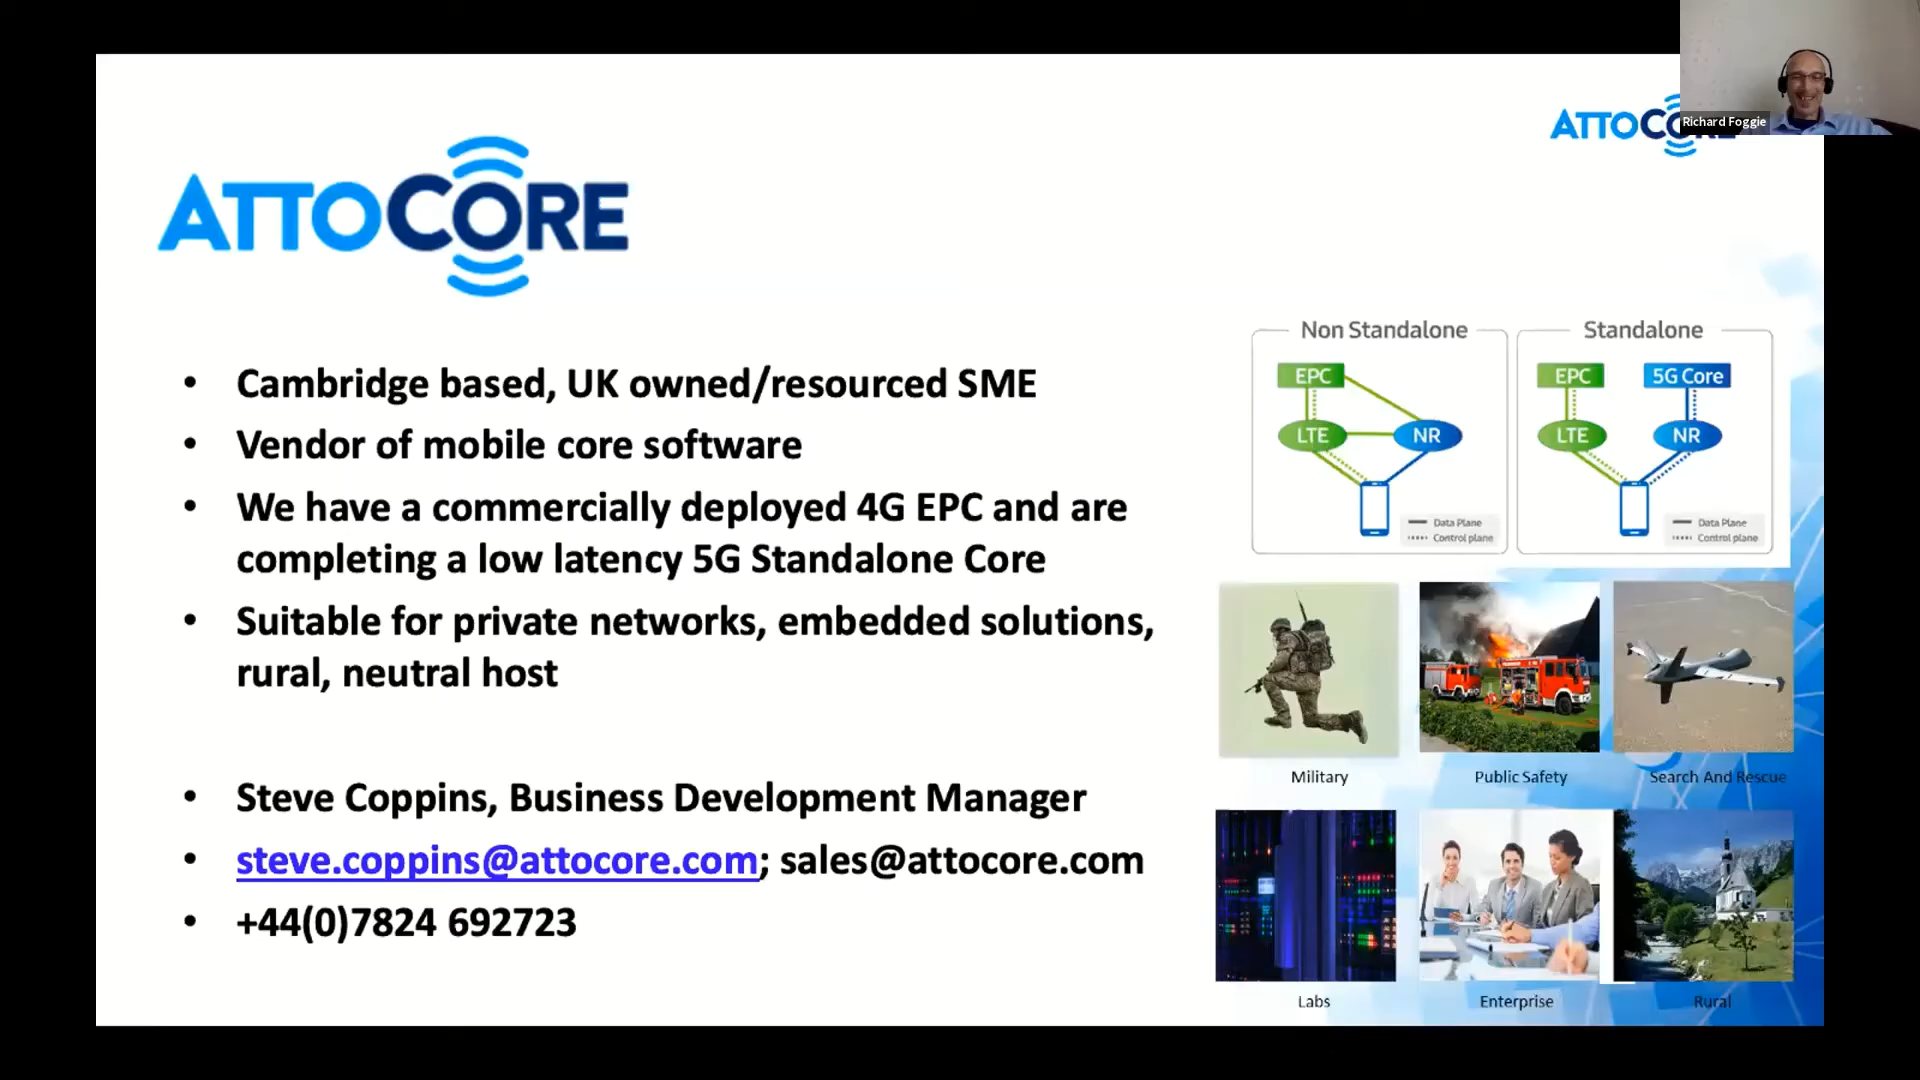 Richard Foggie
ATTOCORE
ATTOCORE
• Cambridge based, UK owned/resourced SME
• Vendor of mobile core software
• We have a commercially deployed 4G EPC and are
completing a low latency 5G Standalone Core
• Suitable for private networks, embedded solutions,
rural, neutral host
• Steve Coppins, Business Development Manager
• steve.coppins@attocore.com; sales@attocore.com
• +44(0)7824 692723
Non Standalone
EPC
LTE
NR
Data Plane
Control plane
Standalone
EPC
5G Core
LTE
NR
Data Plane
Control plane
Military
Public Safety
Search And Rescue
Labs
Enterprise
Rural